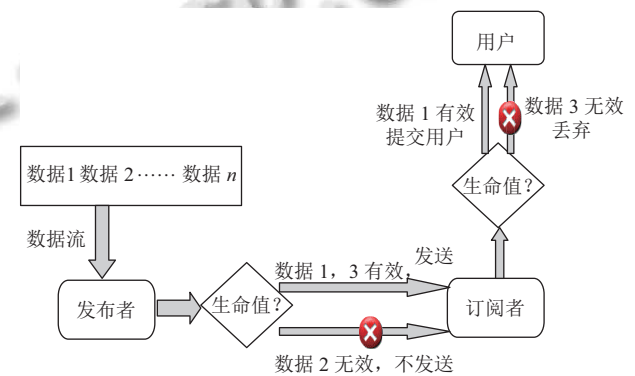 用户
数据 1 有效
提交用户
数据 3 无效
丢弃
生命值?
数据1 数据 2 …… 数据 n
数据流
发布者
生命值?
数据 1，3 有效，
发送
订阅者
数据 2 无效，不发送